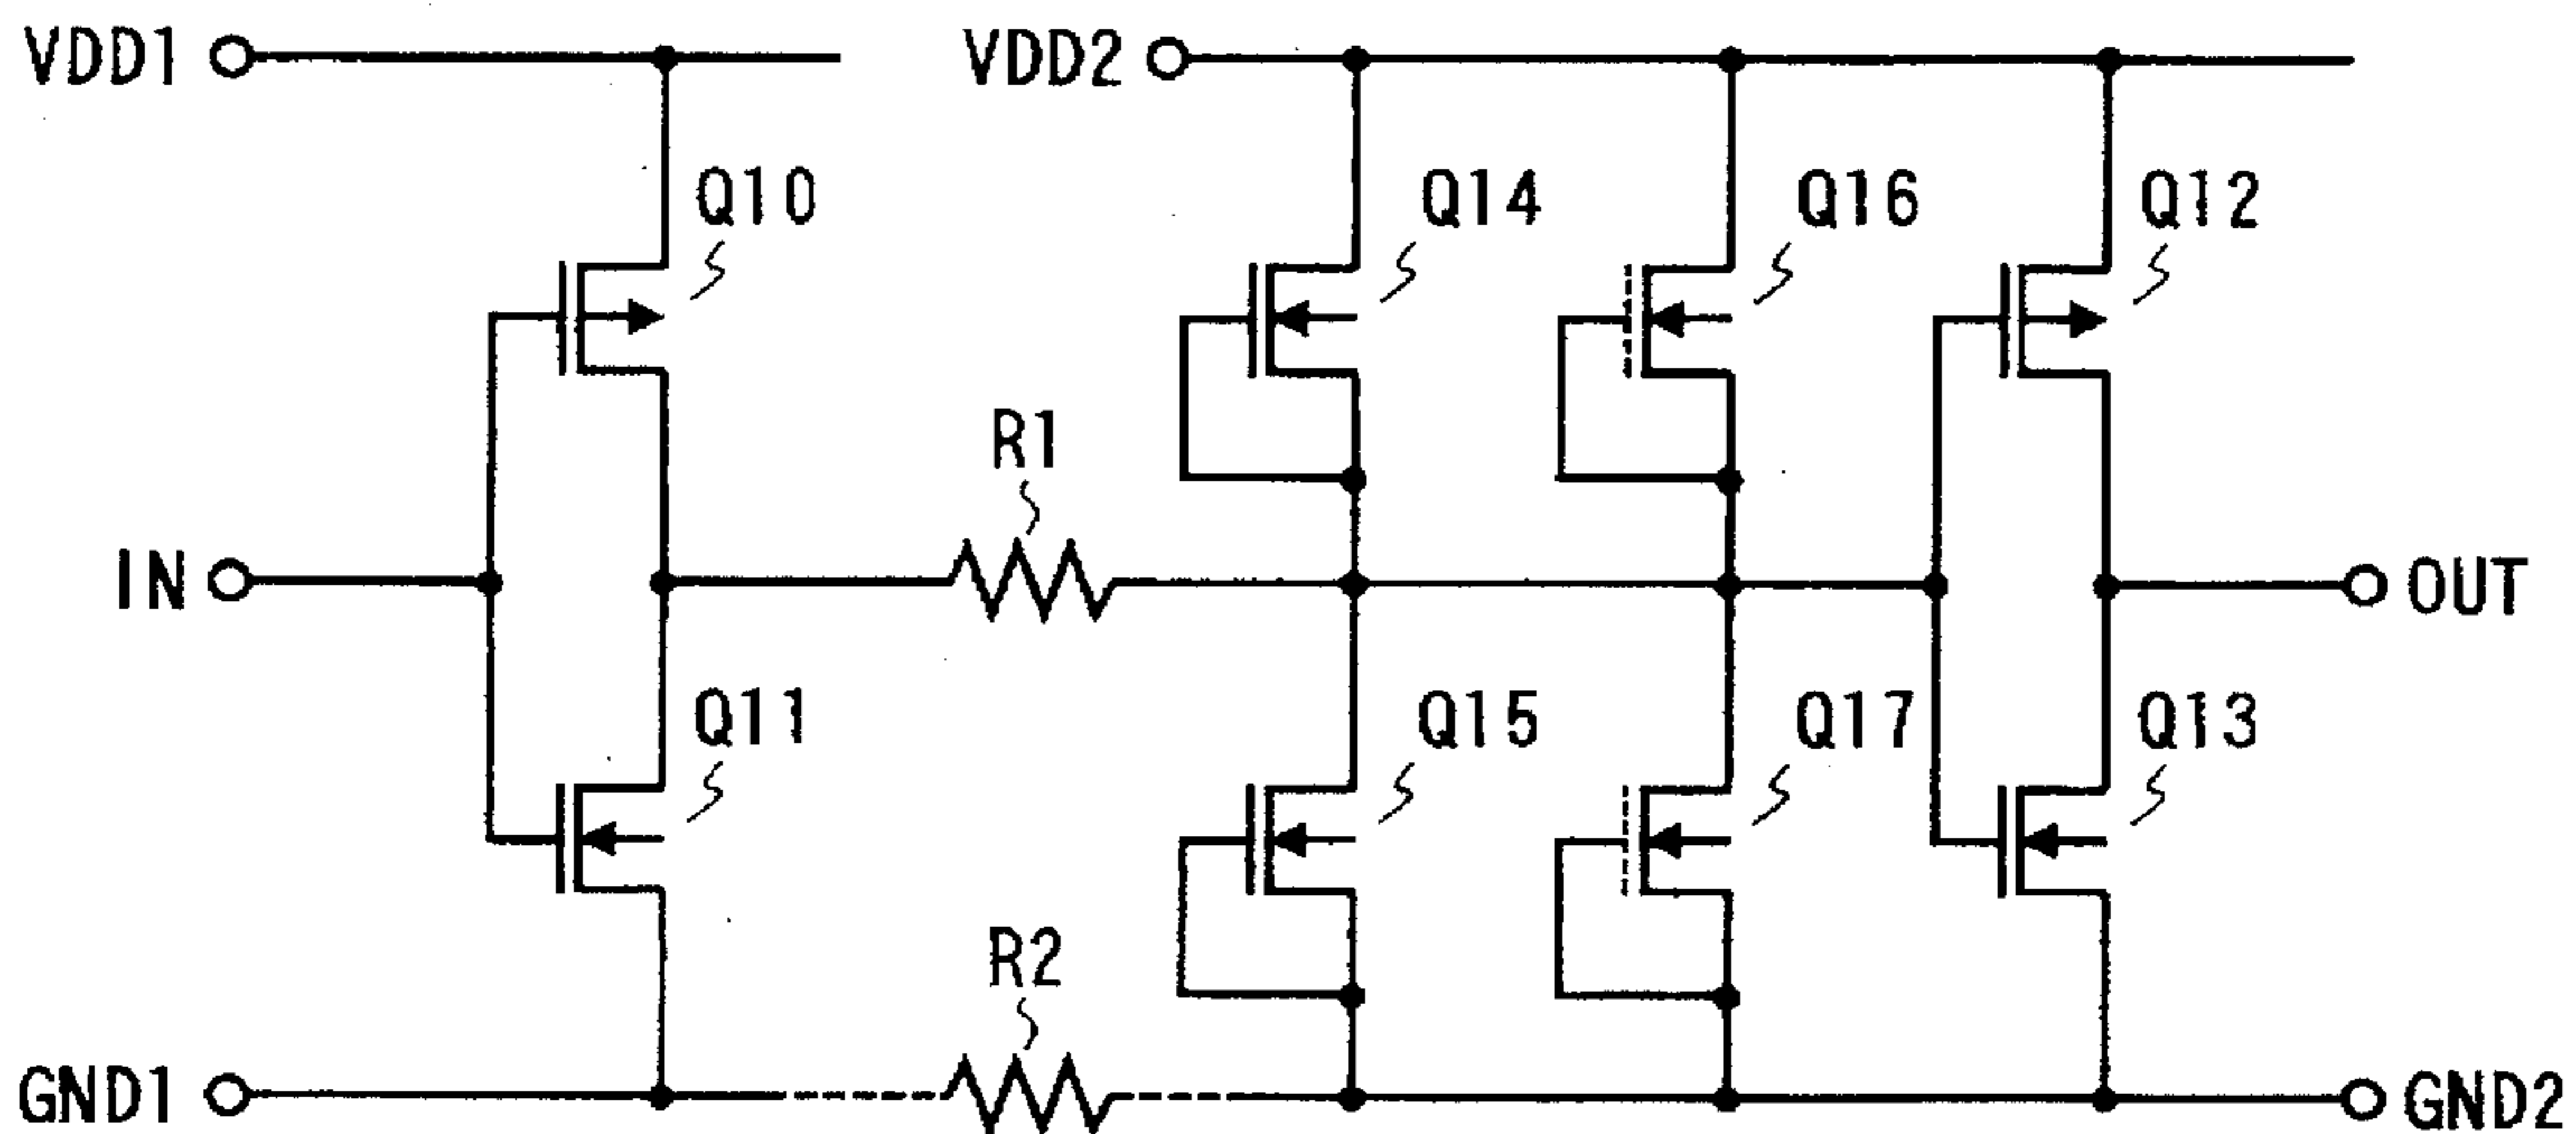 VDD1
VDD2
Q10
Q14
Q16
Q12
R1
IN
OUT
Q11
Q15
Q17
Q13
R2
GND1
GND2